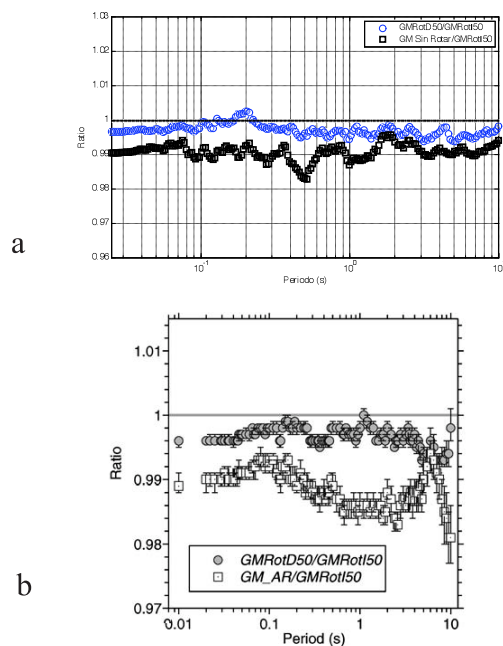 1.03
1.02
1.01
1
0.99
0.98
0.97
0.96
Ratio
GMRotD50/GMRotI50
GM Sin Rotar/GMRotI50
10-1
100
10
Periodo (s)
a
1.01
1
0.99
0.98
0.97
Ratio
GMRotD50/GMRotI50
GM_AR/GMRotI50
0.01
0.1
1
10
Period (s)
b